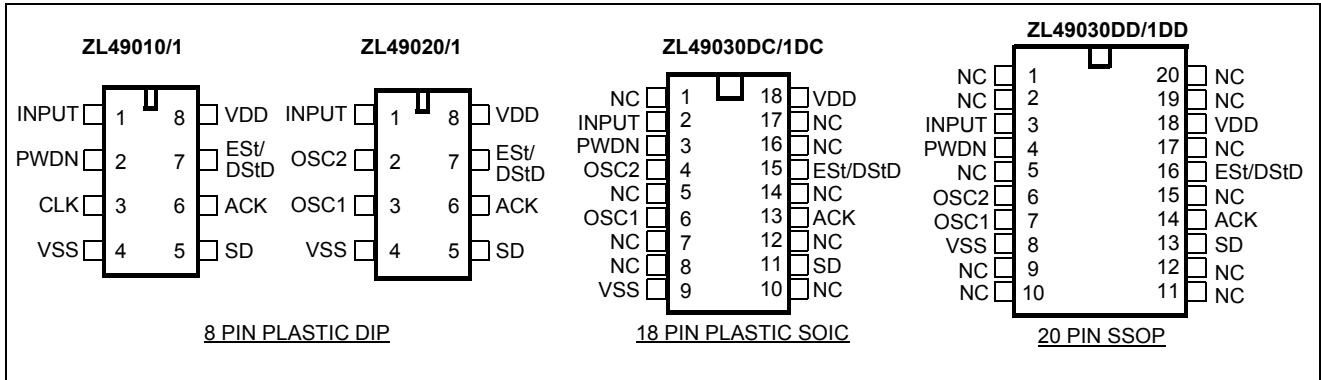 ZL49010/1
INPUT 1 8 VDD
PWDN 2 7 ESt/
DStD
CLK 3 6 ACK
VSS 4 5 SD
ZL49020/1
INPUT 1 8 VDD
OSC2 2 7 ESt/
DStD
OSC1 3 6 ACK
VSS 4 5 SD
8 PIN PLASTIC DIP
ZL49030DC/1DC
NC 1 18 VDD
INPUT 2 17 NC
PWDN 3 16 NC
OSC2 4 15 ESt/DStD
NC 5 14 NC
OSC1 6 13 ACK
NC 7 12 NC
NC 8 11 SD
VSS 9 10 NC
18 PIN PLASTIC SOIC
ZL49030DD/1DD
NC 1 20 NC
NC 2 19 NC
INPUT 3 18 VDD
PWDN 4 17 NC
NC 5 16 ESt/DStD
OSC2 6 15 NC
OSC1 7 14 ACK
VSS 8 13 SD
NC 9 12 NC
NC 10 11 NC
20 PIN SSOP